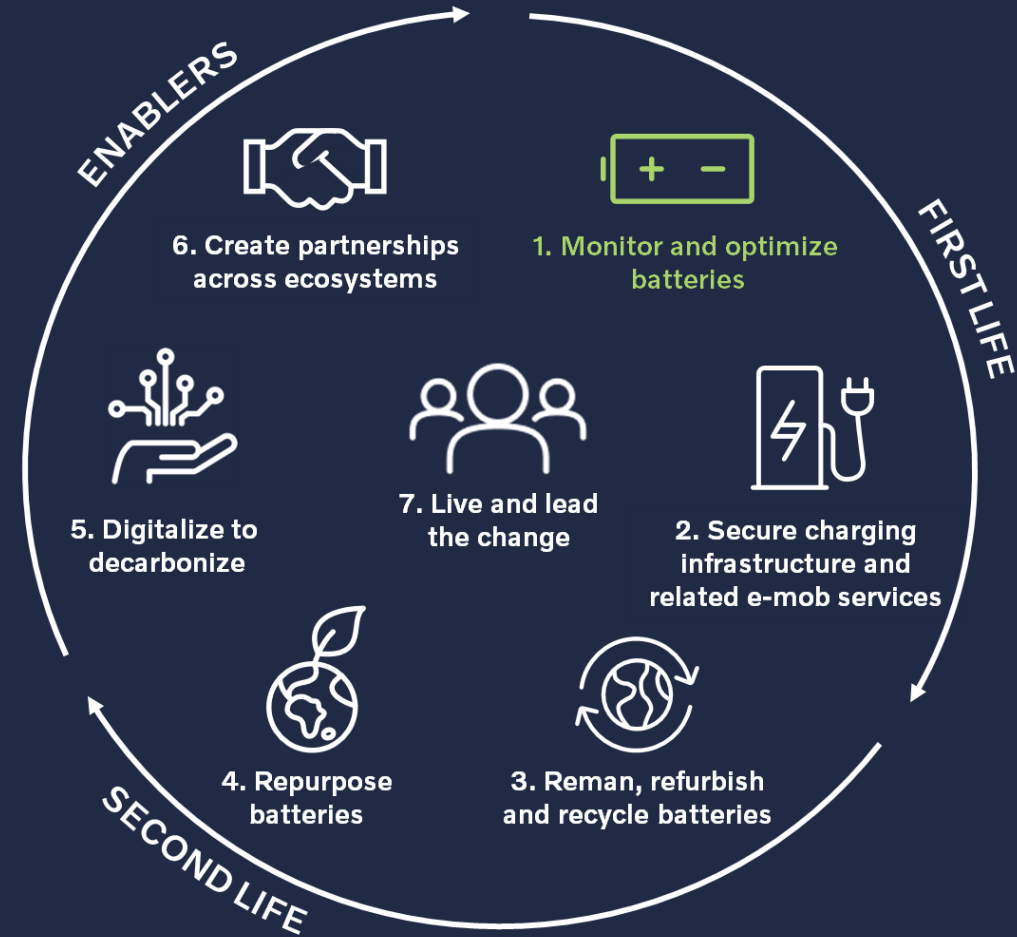 ENABLERS
FIRST LIFE
6. Create partnerships
across ecosystems
1. Monitor and optimize
batteries
5. Digitalize to
decarbonize
7. Live and lead
the change
2. Secure charging
infrastructure and
related e-mob services
4. Repurpose
batteries
3. Reman, refurbish
and recycle batteries
SECOND LIFE